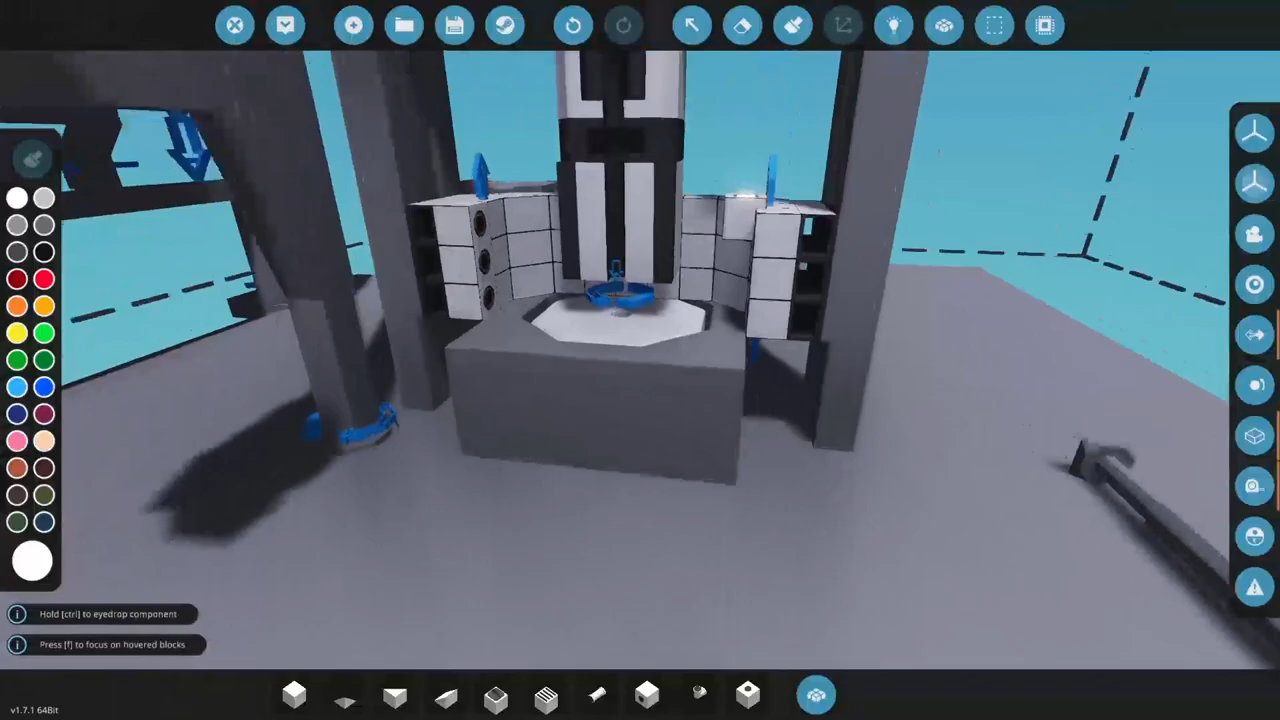 Hold [ctrl] to eyedrop component
Press [f] to focus on hovered blocks
v1.7.1 64Bit